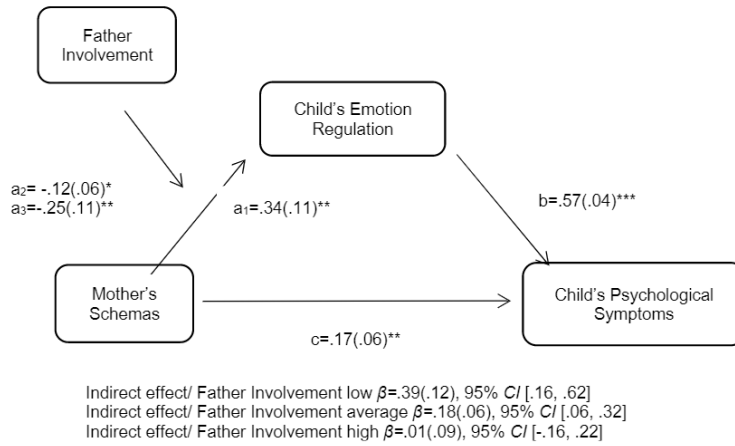 Father
Involvement
Child's Emotion
Regulation
a₂= -.12(.06)*
a₃=-.25(.11)**
a₁=.34(.11)**
b=.57(.04)***
Mother's
Schemas
Child's Psychological
Symptoms
c=.17(.06)**
Indirect effect/ Father Involvement low β=.39(.12), 95% CI [.16, .62]
Indirect effect/ Father Involvement average β=.18(.06), 95% CI [.06, .32]
Indirect effect/ Father Involvement high β=.01(.09), 95% CI [-.16, .22]